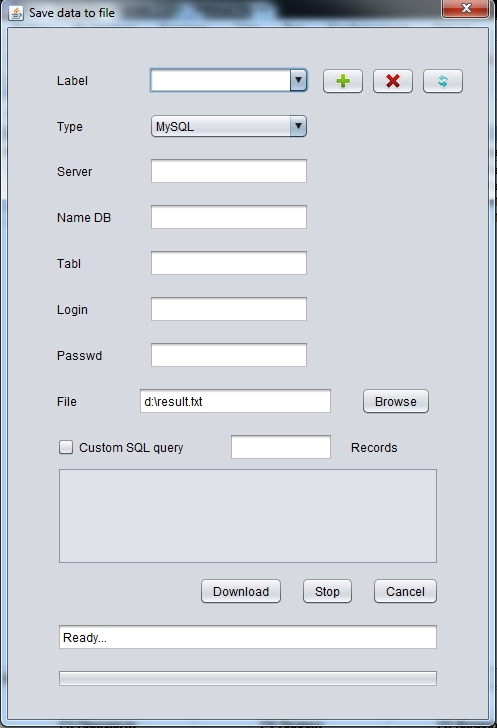 Save data to file
Label
Type MySQL
Server
Name DB
Tabl
Login
Passwd
File d:\result.txt Browse
Custom SQL query Records
Download Stop Cancel
Ready...